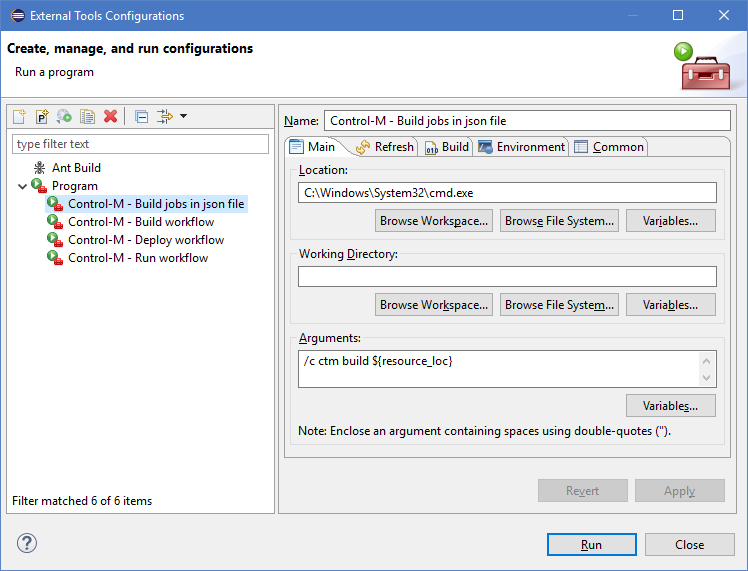 External Tools Configurations
Create, manage, and run configurations
Run a program
type filter text
Ant Build
Program
Control-M - Build jobs in json file
Control-M - Build workflow
Control-M - Deploy workflow
Control-M - Run workflow
Filter matched 6 of 6 items
Name: Control-M - Build jobs in json file
Main Refresh Build Environment Common
Location:
C:\Windows\System32\cmd.exe
Browse Workspace... Browse File System... Variables...
Working Directory:
Browse Workspace... Browse File System... Variables...
Arguments:
/c ctm build ${resource_loc}
Variables...
Note: Enclose an argument containing spaces using double-quotes (").
Revert Apply
? Run Close